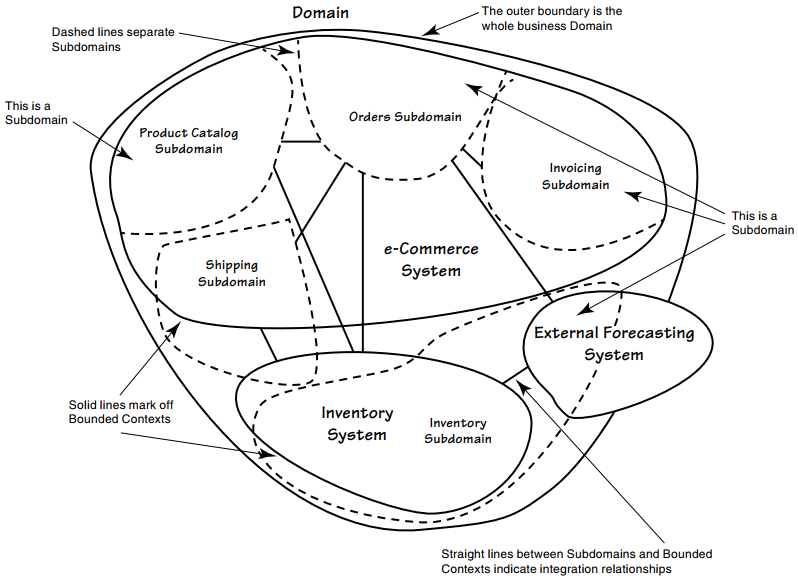 Domain
The outer boundary is the
whole business Domain
Dashed lines separate
Subdomains
This is a
Subdomain
Product Catalog
Subdomain
Orders Subdomain
Invoicing
Subdomain
This is a
Subdomain
e-Commerce
System
Shipping
Subdomain
External Forecasting
System
Solid lines mark off
Bounded Contexts
Inventory
System
Inventory
Subdomain
Straight lines between Subdomains and Bounded
Contexts indicate integration relationships